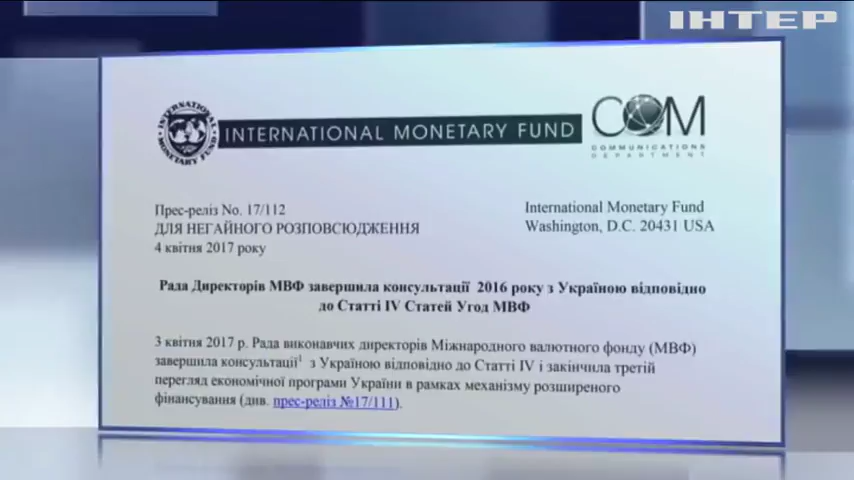 ІНТЕР
INTERNATIONAL MONETARY FUND
INTERNATIONAL MONETARY FUND
COM
COMMUNICATIONS
DEPARTMENT
Прес-реліз No. 17/112
ДЛЯ НЕГАЙНОГО РОЗПОВСЮДЖЕННЯ
4 квітня 2017 року
International Monetary Fund
Washington, D.C. 20431 USA
Рада Директорів МВФ завершила консультації 2016 року з Україною відповідно
до Статті IV Статей Угод МВФ
3 квітня 2017 р. Рада виконавчих директорів Міжнародного валютного фонду (МВФ)
завершила консультації¹ з Україною відповідно до Статті IV і закінчила третій
перегляд економічної програми України в рамках механізму розширеного
фінансування (див. прес-реліз №17/111).